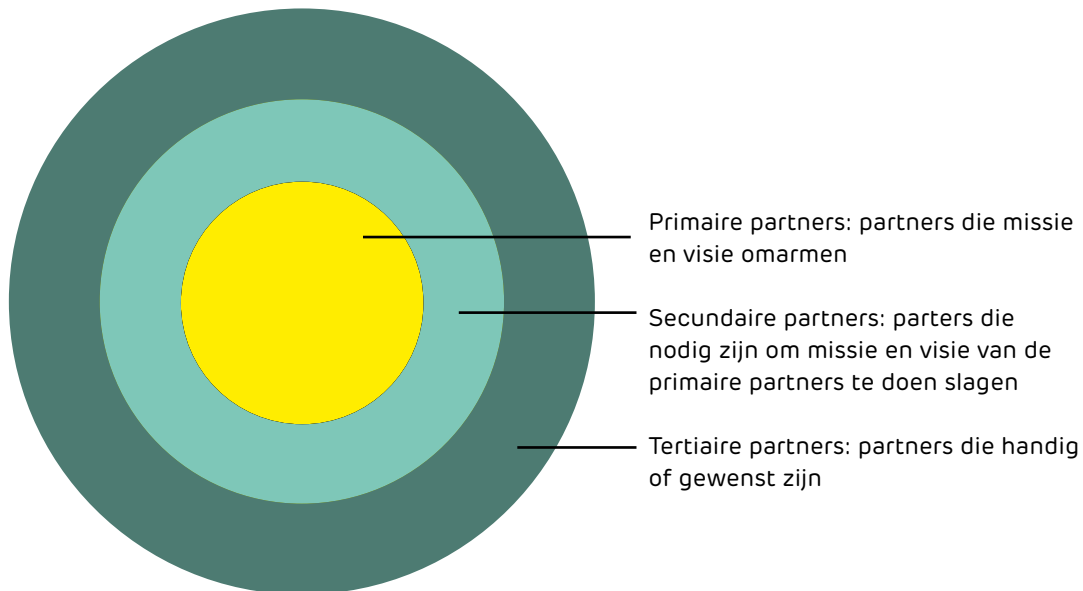 Primaire partners: partners die missie
en visie omarmen
Secundaire partners: parters die
nodig zijn om missie en visie van de
primaire partners te doen slagen
Tertiaire partners: partners die handig
of gewenst zijn